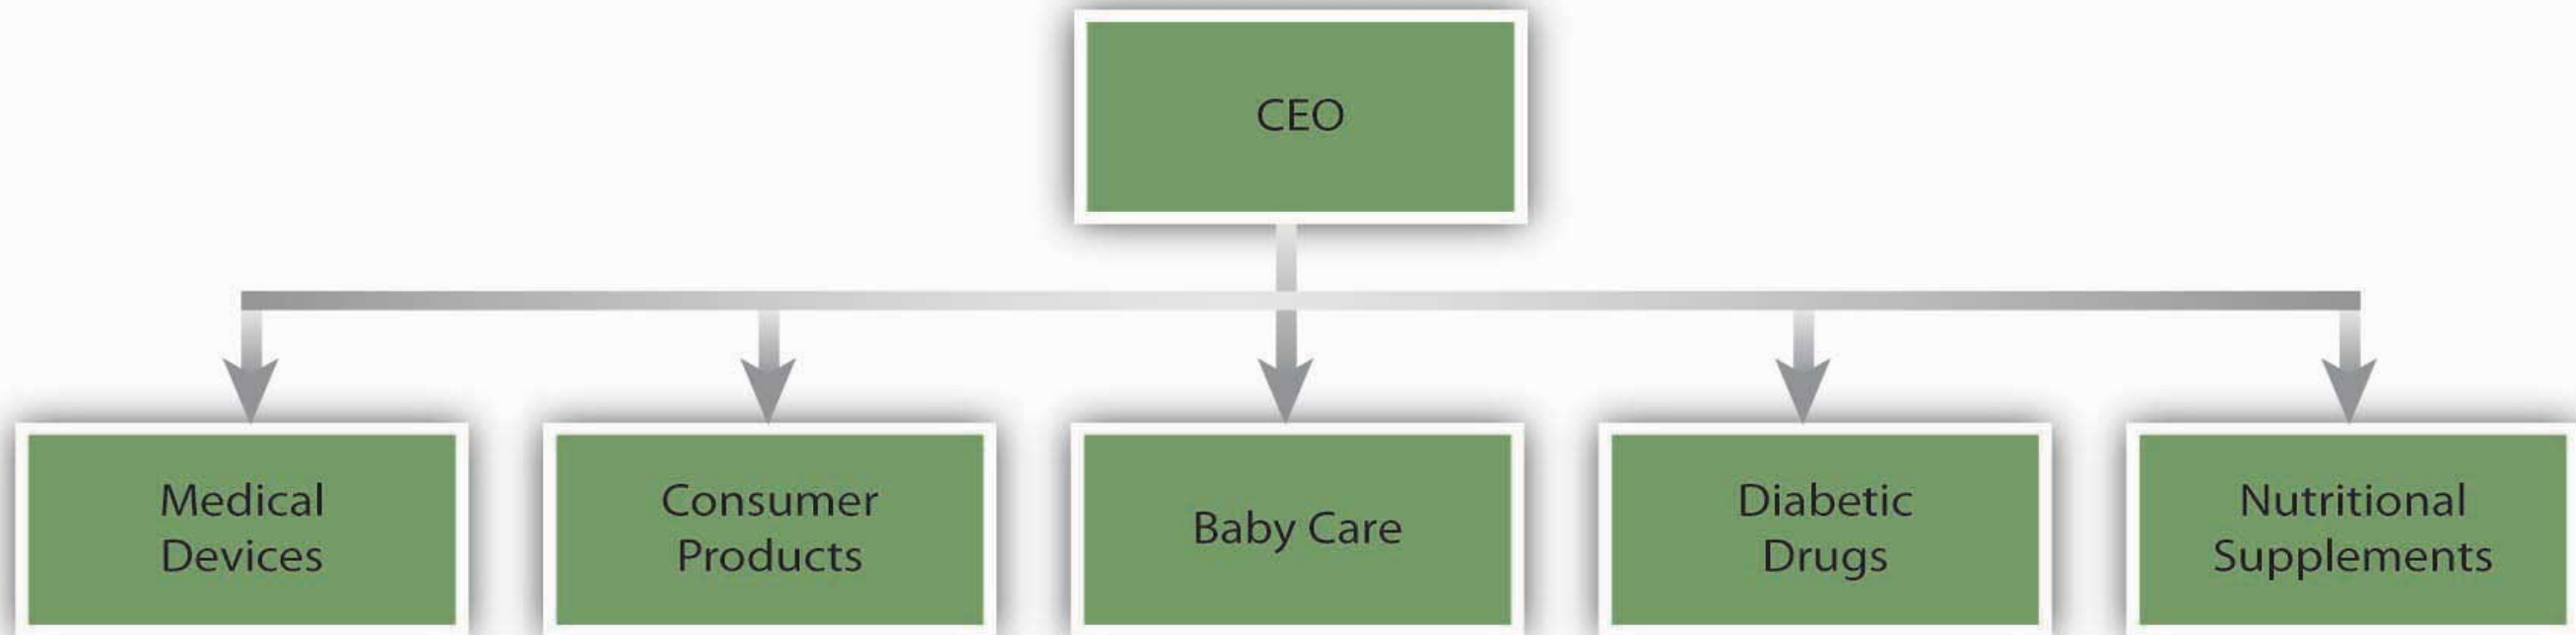 CEO
Medical
Devices
Consumer
Products
Baby Care
Diabetic
Drugs
Nutritional
Supplements